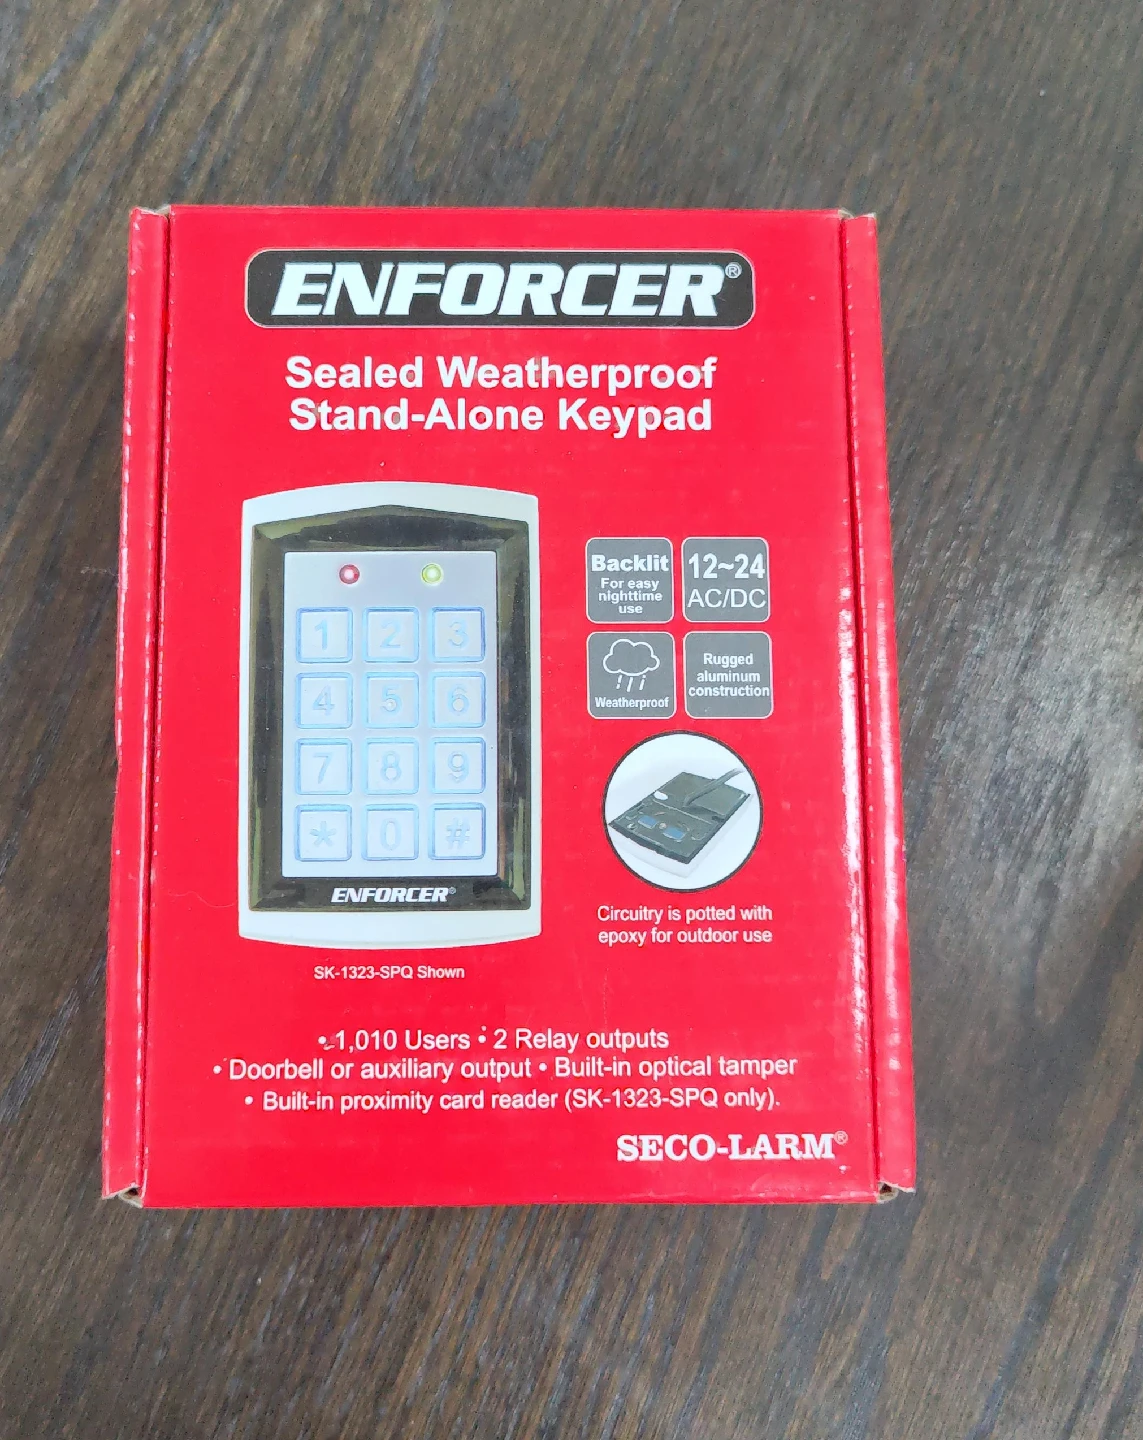 ENFORCER®
Sealed Weatherproof
Stand-Alone Keypad
1 2 3
4 5 6
7 8 9
* 0 #
ENFORCER®
SK-1323-SPQ Shown
Backlit
For easy
nighttime
use
12~24
AC/DC
Weatherproof
Rugged
aluminum
construction
Circuitry is potted with
epoxy for outdoor use
• 1,010 Users • 2 Relay outputs
• Doorbell or auxiliary output • Built-in optical tamper
• Built-in proximity card reader (SK-1323-SPQ only).
SECO-LARM®